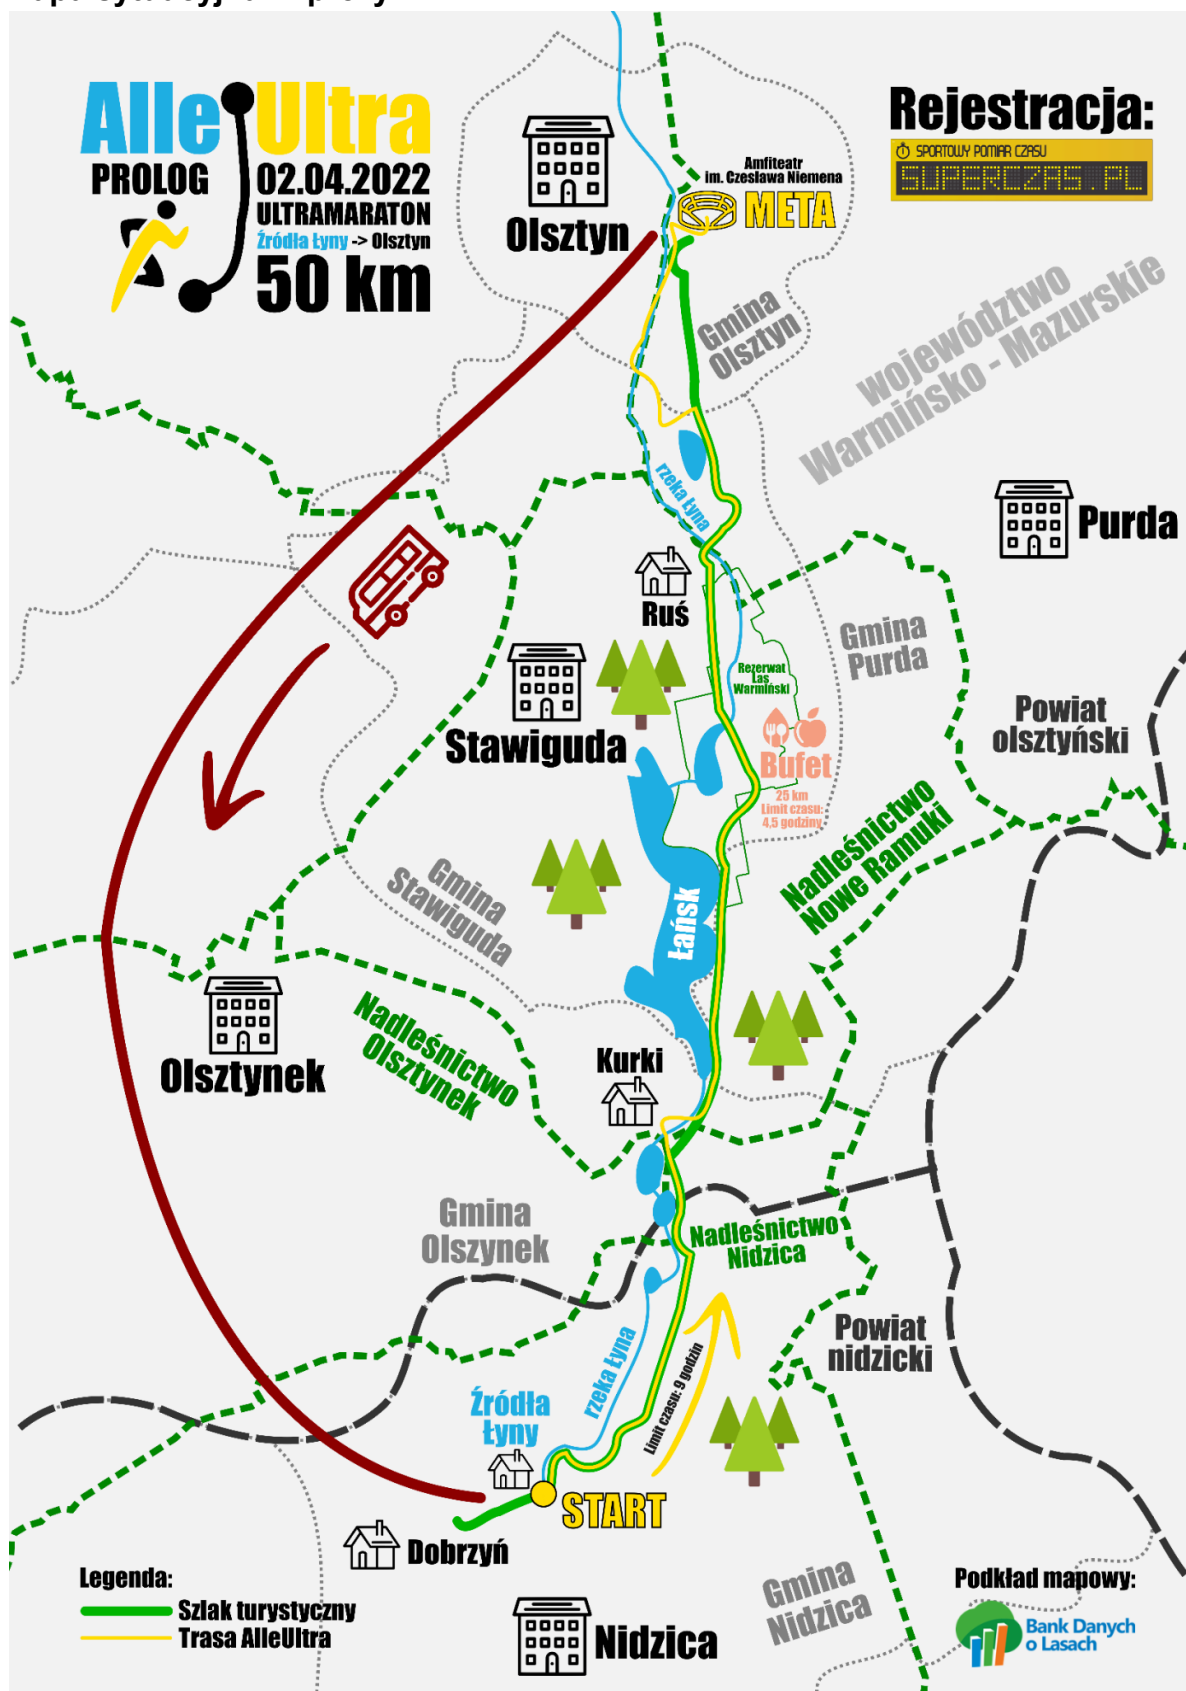 Alle Ultra
PROLOG
02.04.2022
ULTRAMARATON
Źródła Łyny -> Olsztyn
50 km
Rejestracja:
SPORTOWY POMIAR CZASU
SUPERCZAS.PL
Amfiteatr
im. Czesława Niemena
META
Olsztyn
Gmina
Olsztyn
województwo
Warmińsko - Mazurskie
rzeka Łyna
Purda
Ruś
Gmina
Purda
Rezerwat
Las
Warmiński
Stawiguda
Powiat
olsztyński
Bufet
25 km
Limit czasu:
4,5 godziny
Nadleśnictwo
Nowe Ramuki
Gmina
Stawiguda
Łańsk
Olsztynek
Nadleśnictwo
Olsztynek
Kurki
Gmina
Olszynek
Nadleśnictwo
Nidzica
Powiat
nidzicki
rzeka Łyna
Limit czasu: 9 godzin
Źródła
Łyny
START
Dobrzyń
Legenda:
Szlak turystyczny
Trasa AlleUltra
Nidzica
Gmina
Nidzica
Podkład mapowy:
Bank Danych
o Lasach